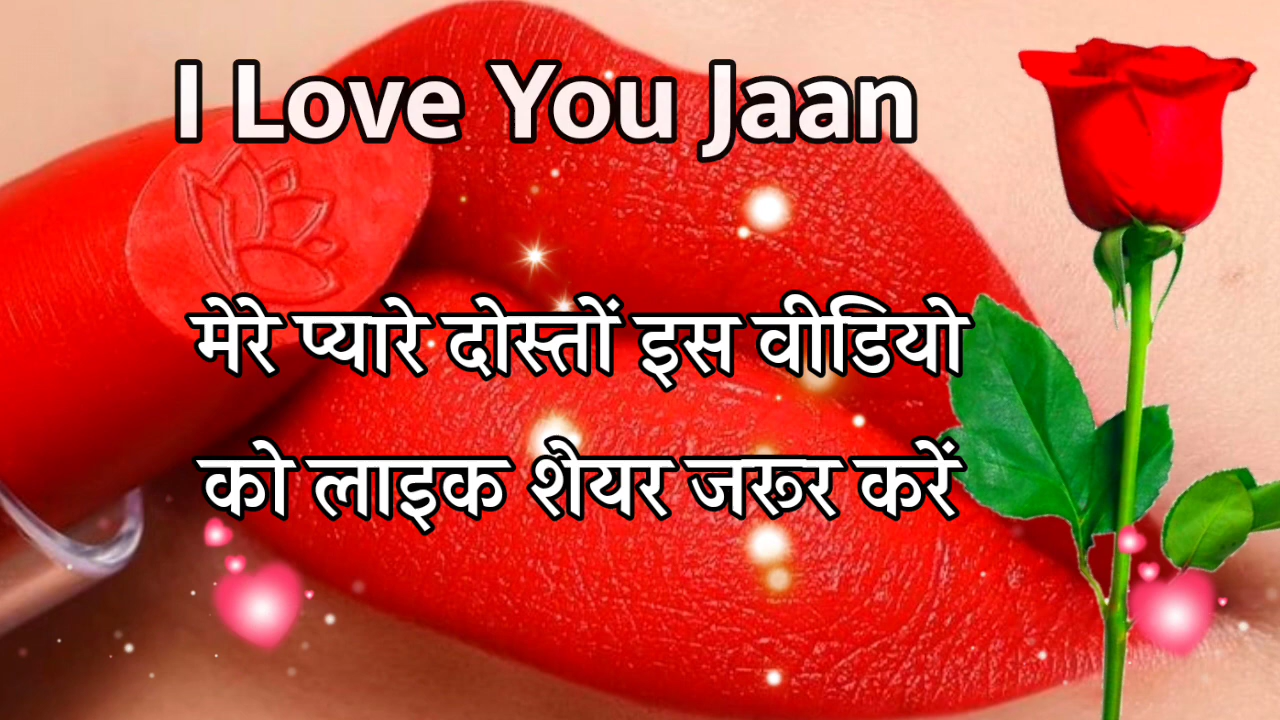 I Love You Jaan
मेरे प्यारे दोस्तों इस वीडियो
को लाइक शेयर जरूर करें